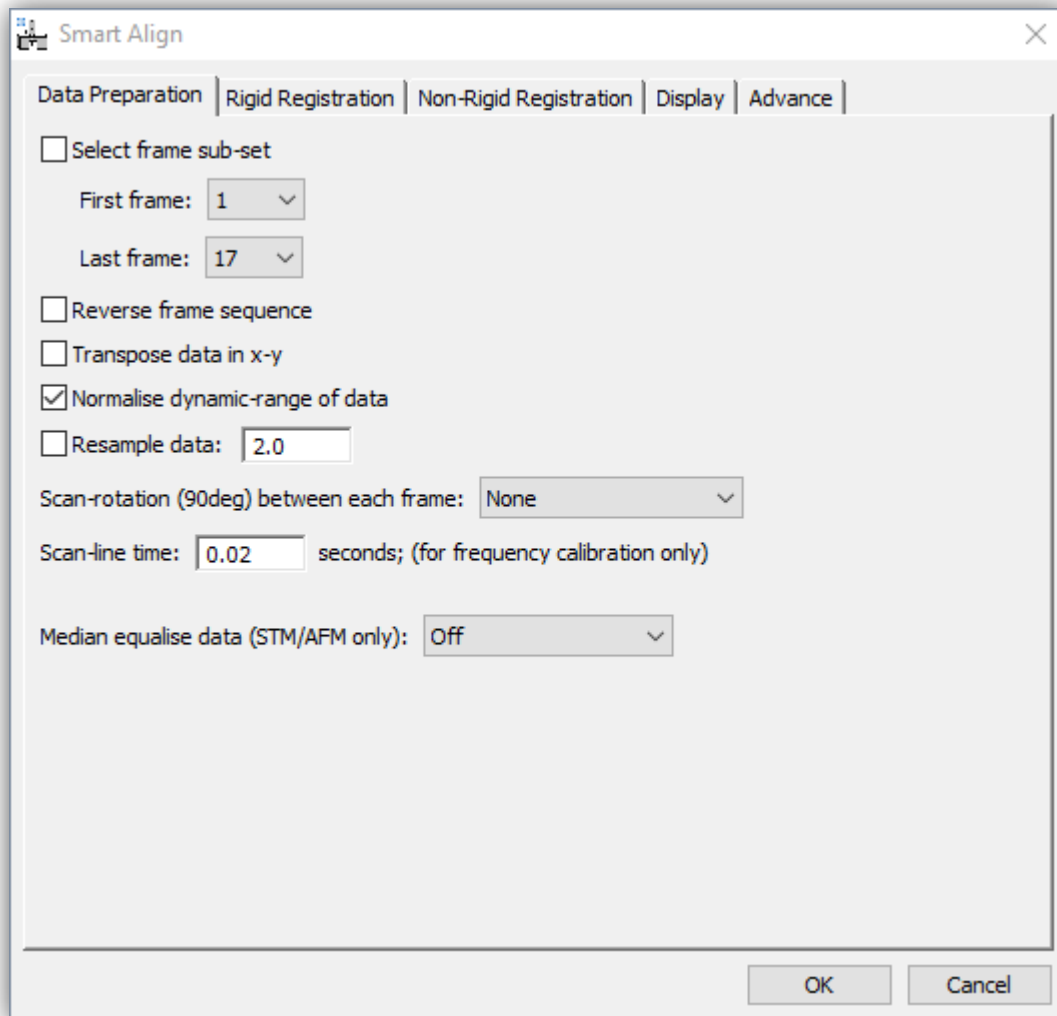 Smart Align
Data Preparation Rigid Registration Non-Rigid Registration Display Advance
Select frame sub-set
First frame: 1
Last frame: 17
Reverse frame sequence
Transpose data in x-y
Normalise dynamic-range of data
Resample data: 2.0
Scan-rotation (90deg) between each frame: None
Scan-line time: 0.02 seconds; (for frequency calibration only)
Median equalise data (STM/AFM only): Off
OK Cancel